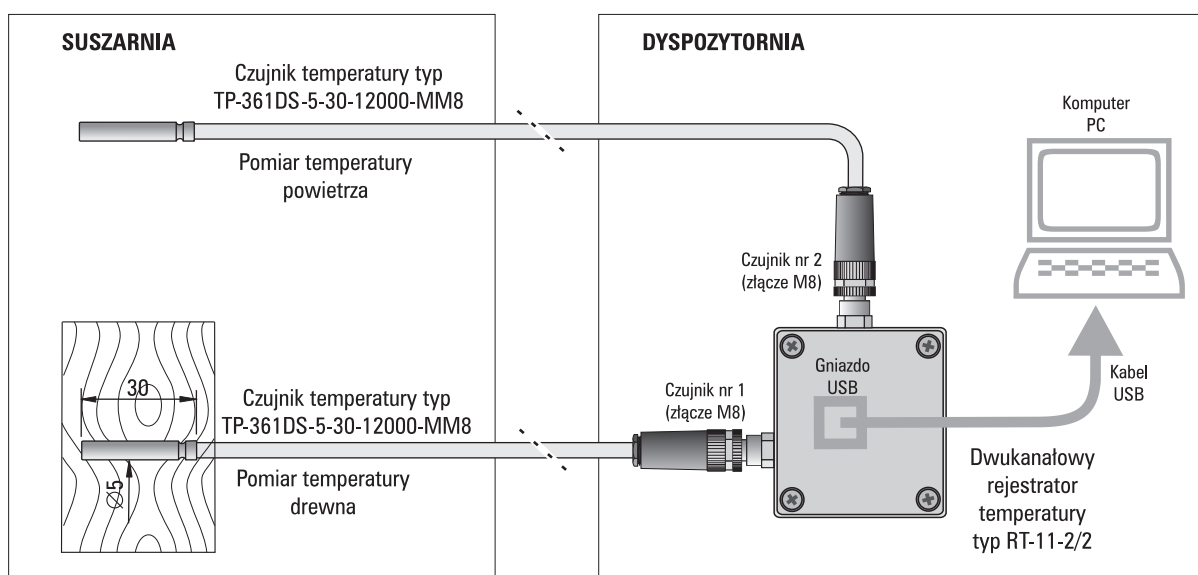 SUSZARNIA
Czujnik temperatury typ
TP-361DS-5-30-12000-MM8
Pomiar temperatury
powietrza
30
Ø5
Czujnik temperatury typ
TP-361DS-5-30-12000-MM8
Pomiar temperatury
drewna
DYSPOZYTORNIA
Komputer
PC
Czujnik nr 2
(złącze M8)
Gniazdo
USB
Czujnik nr 1
(złącze M8)
Kabel
USB
Dwukanałowy
rejestrator
temperatury
typ RT-11-2/2